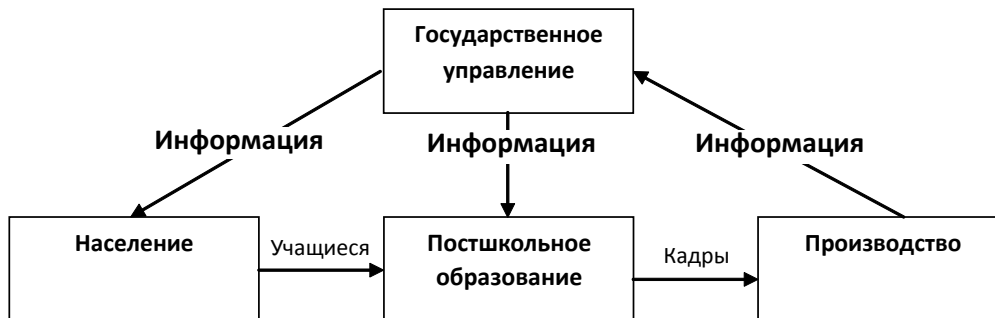 Государственное
управление
Информация
Информация
Информация
Население
Учащиеся
Постшкольное
образование
Кадры
Производство